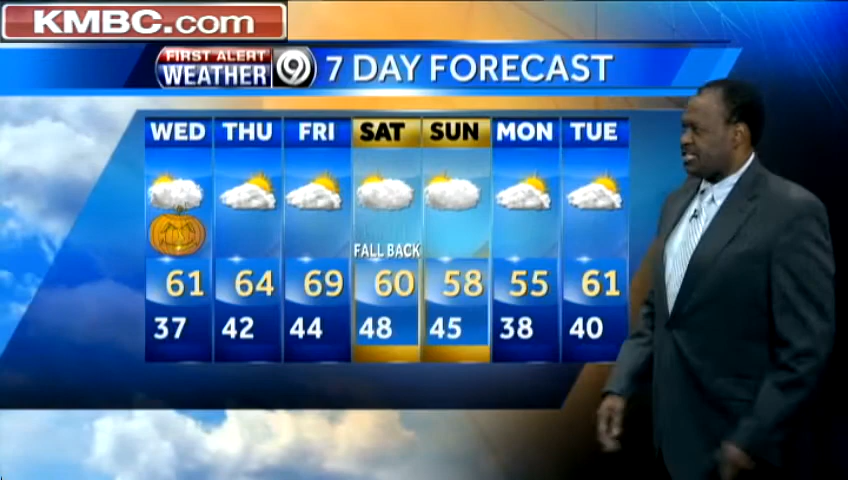 KMBC.com
FIRST ALERT
WEATHER 9 7 DAY FORECAST
WED THU FRI SAT SUN MON TUE
FALL BACK
61 64 69 60 58 55 61
37 42 44 48 45 38 40